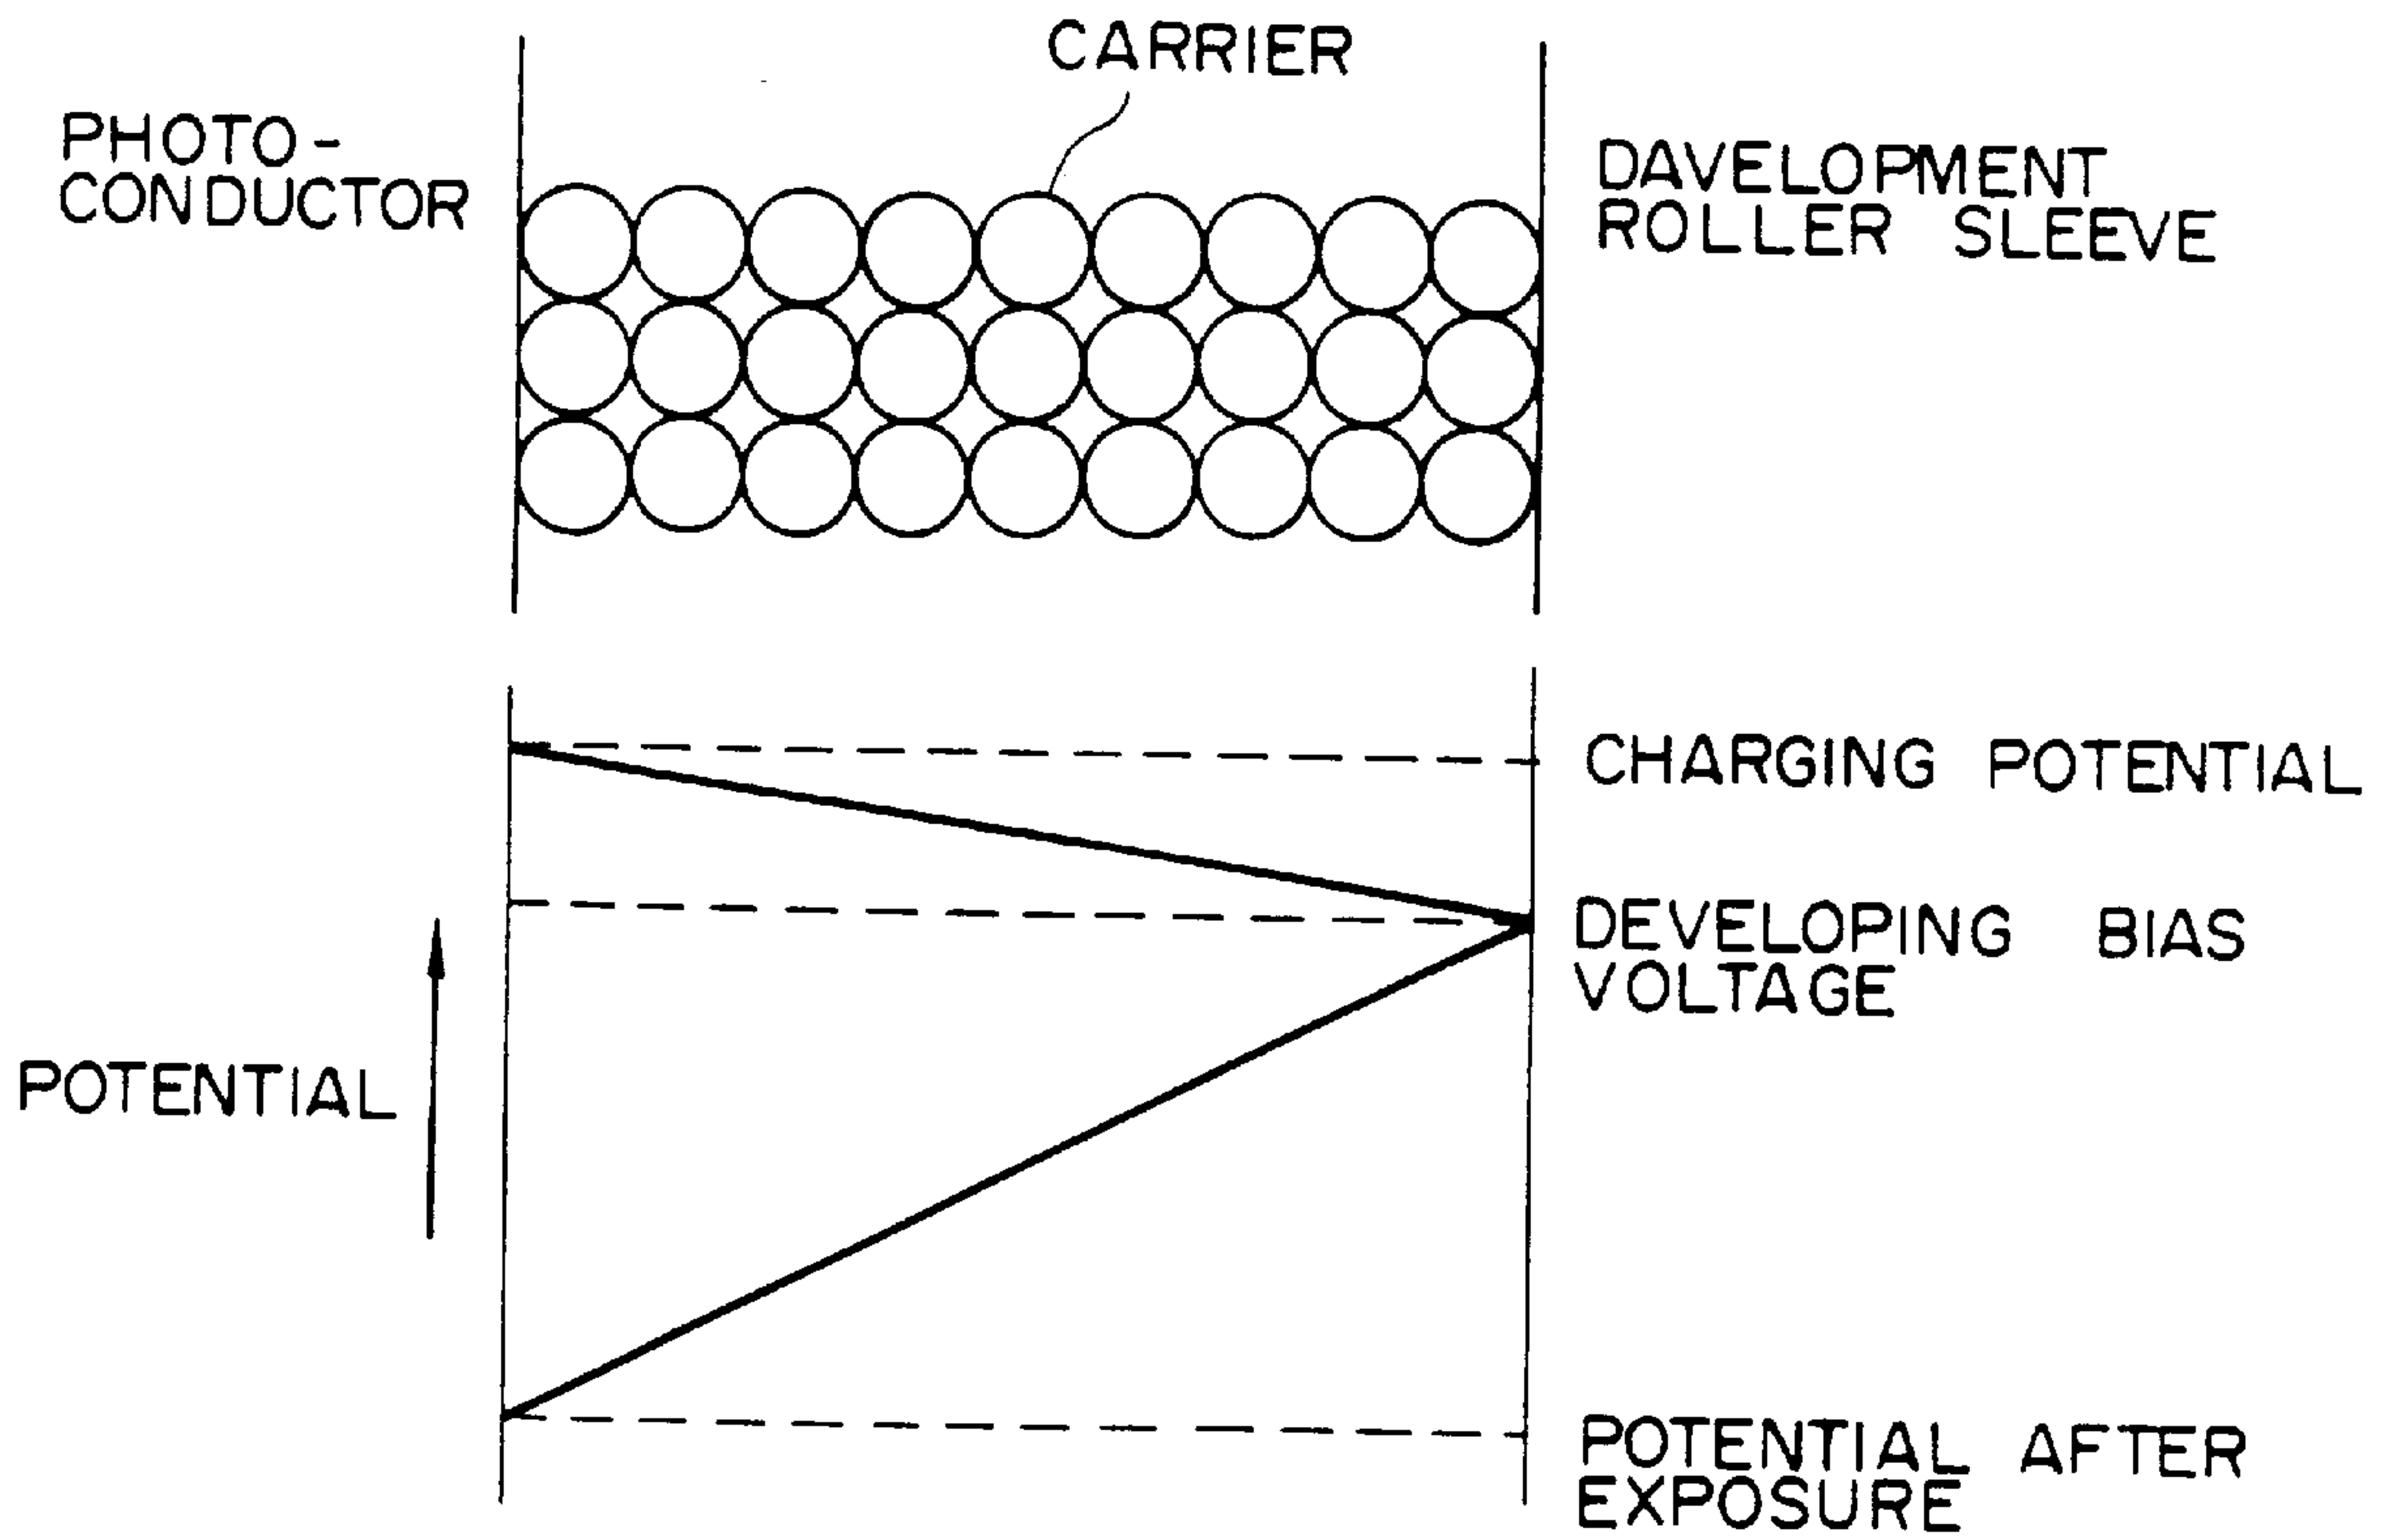 CARRIER
PHOTO-
CONDUCTOR
DAVELOPMENT
ROLLER SLEEVE
CHARGING POTENTIAL
DEVELOPING BIAS
VOLTAGE
POTENTIAL
POTENTIAL AFTER
EXPOSURE